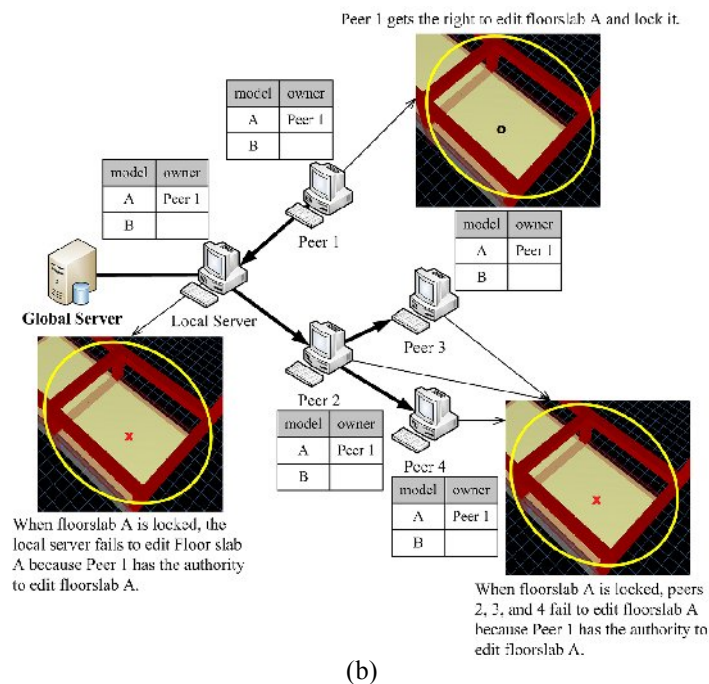 Peer 1 gets the right to edit floorslab A and lock it.
model owner
A Peer 1
B
o
model owner
A Peer 1
B
Peer 1
model owner
A Peer 1
B
Global Server
Local Server
Peer 3
Peer 2
model owner
A Peer 1
B
Peer 4
model owner
A Peer 1
B
x
x
When floorslab A is locked, the
local server fails to edit Floor slab
A because Peer 1 has the authority
to edit floorslab A.
When floorslab A is locked, peers
2, 3, and 4 fail to edit floorslab A
because Peer 1 has the authority to
edit floorslab A.
(b)